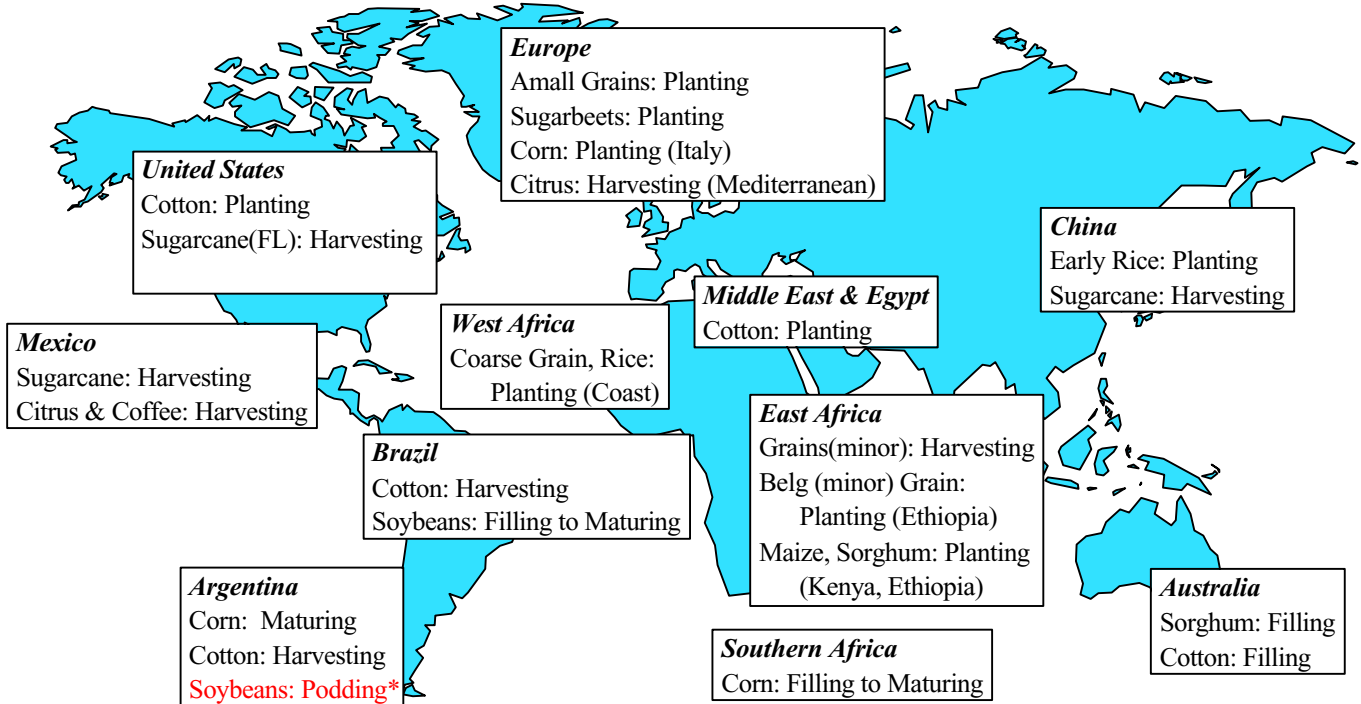 Europe
Amall Grains: Planting
Sugarbeets: Planting
Corn: Planting (Italy)
Citrus: Harvesting (Mediterranean)
United States
Cotton: Planting
Sugarcane(FL): Harvesting
China
Early Rice: Planting
Sugarcane: Harvesting
Middle East & Egypt
Cotton: Planting
West Africa
Coarse Grain, Rice:
Planting (Coast)
Mexico
Sugarcane: Harvesting
Citrus & Coffee: Harvesting
East Africa
Grains(minor): Harvesting
Belg (minor) Grain:
Planting (Ethiopia)
Maize, Sorghum: Planting
(Kenya, Ethiopia)
Brazil
Cotton: Harvesting
Soybeans: Filling to Maturing
Argentina
Corn: Maturing
Cotton: Harvesting
Soybeans: Podding*
Southern Africa
Corn: Filling to Maturing
Australia
Sorghum: Filling
Cotton: Filling